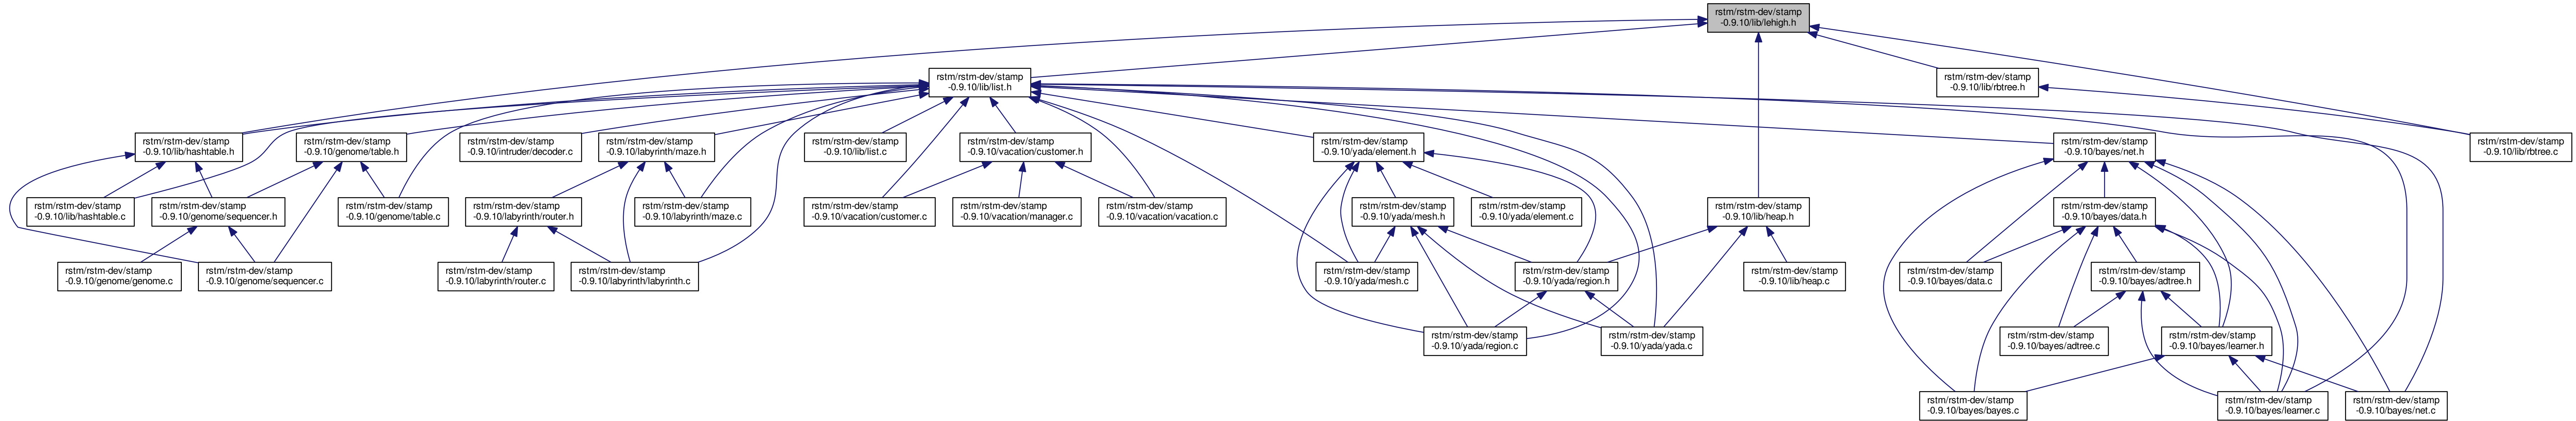 rstm/rstm-dev/stamp
-0.9.10/lib/lehigh.h
rstm/rstm-dev/stamp
-0.9.10/lib/list.h
rstm/rstm-dev/stamp
-0.9.10/lib/rbtree.h
rstm/rstm-dev/stamp
-0.9.10/lib/hashtable.h
rstm/rstm-dev/stamp
-0.9.10/genome/table.h
rstm/rstm-dev/stamp
-0.9.10/intruder/decoder.c
rstm/rstm-dev/stamp
-0.9.10/labyrinth/maze.h
rstm/rstm-dev/stamp
-0.9.10/lib/list.c
rstm/rstm-dev/stamp
-0.9.10/vacation/customer.h
rstm/rstm-dev/stamp
-0.9.10/yada/element.h
rstm/rstm-dev/stamp
-0.9.10/bayes/net.h
rstm/rstm-dev/stamp
-0.9.10/lib/rbtree.c
rstm/rstm-dev/stamp
-0.9.10/lib/hashtable.c
rstm/rstm-dev/stamp
-0.9.10/genome/sequencer.h
rstm/rstm-dev/stamp
-0.9.10/genome/table.c
rstm/rstm-dev/stamp
-0.9.10/labyrinth/router.h
rstm/rstm-dev/stamp
-0.9.10/labyrinth/maze.c
rstm/rstm-dev/stamp
-0.9.10/vacation/customer.c
rstm/rstm-dev/stamp
-0.9.10/vacation/manager.c
rstm/rstm-dev/stamp
-0.9.10/vacation/vacation.c
rstm/rstm-dev/stamp
-0.9.10/yada/mesh.h
rstm/rstm-dev/stamp
-0.9.10/yada/element.c
rstm/rstm-dev/stamp
-0.9.10/lib/heap.h
rstm/rstm-dev/stamp
-0.9.10/bayes/data.h
rstm/rstm-dev/stamp
-0.9.10/genome/genome.c
rstm/rstm-dev/stamp
-0.9.10/genome/sequencer.c
rstm/rstm-dev/stamp
-0.9.10/labyrinth/router.c
rstm/rstm-dev/stamp
-0.9.10/labyrinth/labyrinth.c
rstm/rstm-dev/stamp
-0.9.10/yada/mesh.c
rstm/rstm-dev/stamp
-0.9.10/yada/region.h
rstm/rstm-dev/stamp
-0.9.10/lib/heap.c
rstm/rstm-dev/stamp
-0.9.10/bayes/data.c
rstm/rstm-dev/stamp
-0.9.10/bayes/adtree.h
rstm/rstm-dev/stamp
-0.9.10/yada/region.c
rstm/rstm-dev/stamp
-0.9.10/yada/yada.c
rstm/rstm-dev/stamp
-0.9.10/bayes/adtree.c
rstm/rstm-dev/stamp
-0.9.10/bayes/learner.h
rstm/rstm-dev/stamp
-0.9.10/bayes/bayes.c
rstm/rstm-dev/stamp
-0.9.10/bayes/learner.c
rstm/rstm-dev/stamp
-0.9.10/bayes/net.c